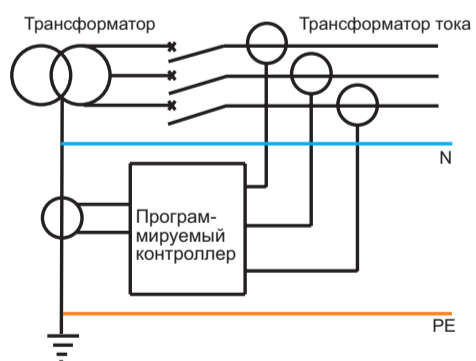 Трансформатор
Трансформатор тока
N
Програм-
мируемый
контроллер
PE